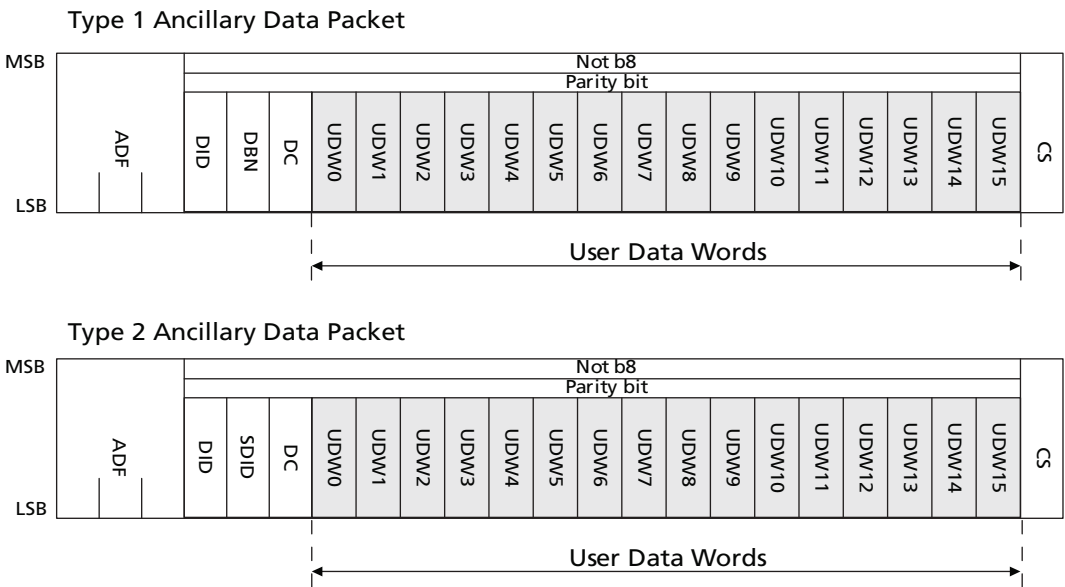 Type 1 Ancillary Data Packet
MSB
Not b8
Parity bit
ADF
DID
DBN
DC
UDW0
UDW1
UDW2
UDW3
UDW4
UDW5
UDW6
UDW7
UDW8
UDW9
UDW10
UDW11
UDW12
UDW13
UDW14
UDW15
CS
LSB
User Data Words
Type 2 Ancillary Data Packet
MSB
Not b8
Parity bit
ADF
DID
SDID
DC
UDW0
UDW1
UDW2
UDW3
UDW4
UDW5
UDW6
UDW7
UDW8
UDW9
UDW10
UDW11
UDW12
UDW13
UDW14
UDW15
CS
LSB
User Data Words